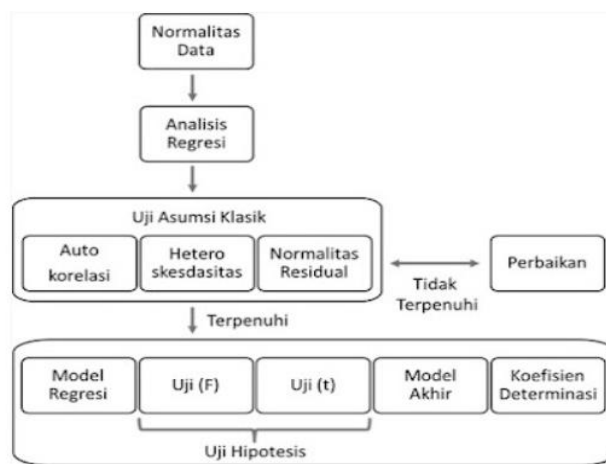 Normalitas
Data
Analisis
Regresi
Uji Asumsi Klasik
Auto
korelasi
Hetero
skesdasitas
Normalitas
Residual
Tidak
Terpenuhi
Perbaikan
Terpenuhi
Model
Regresi
Uji (F)
Uji (t)
Model
Akhir
Koefisien
Determinasi
Uji Hipotesis